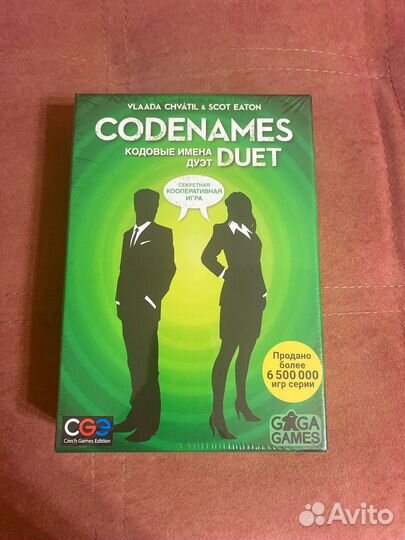 VLAADA CHVÁTIL & SCOT EATON
CODENAMES
КОДОВЫЕ ИМЕНА
ДУЭТ
DUET
СЕКРЕТНАЯ
КООПЕРАТИВНАЯ
ИГРА
Продано
более
6 500 000
игр серии
CGE
Czech Games Edition
GAGA
GAMES
Avito